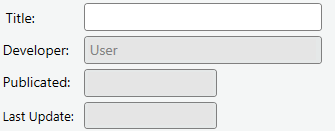 Title:
Developer: User
Publicated:
Last Update: